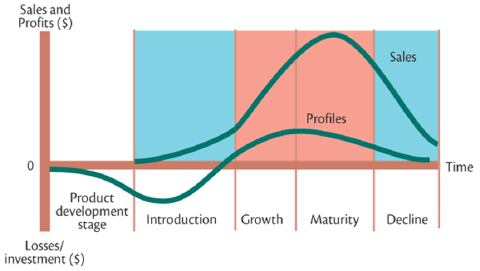 Sales and
Profits ($)
Sales
Profiles
0
Time
Product
development
stage
Introduction
Growth
Maturity
Decline
Losses/
investment ($)